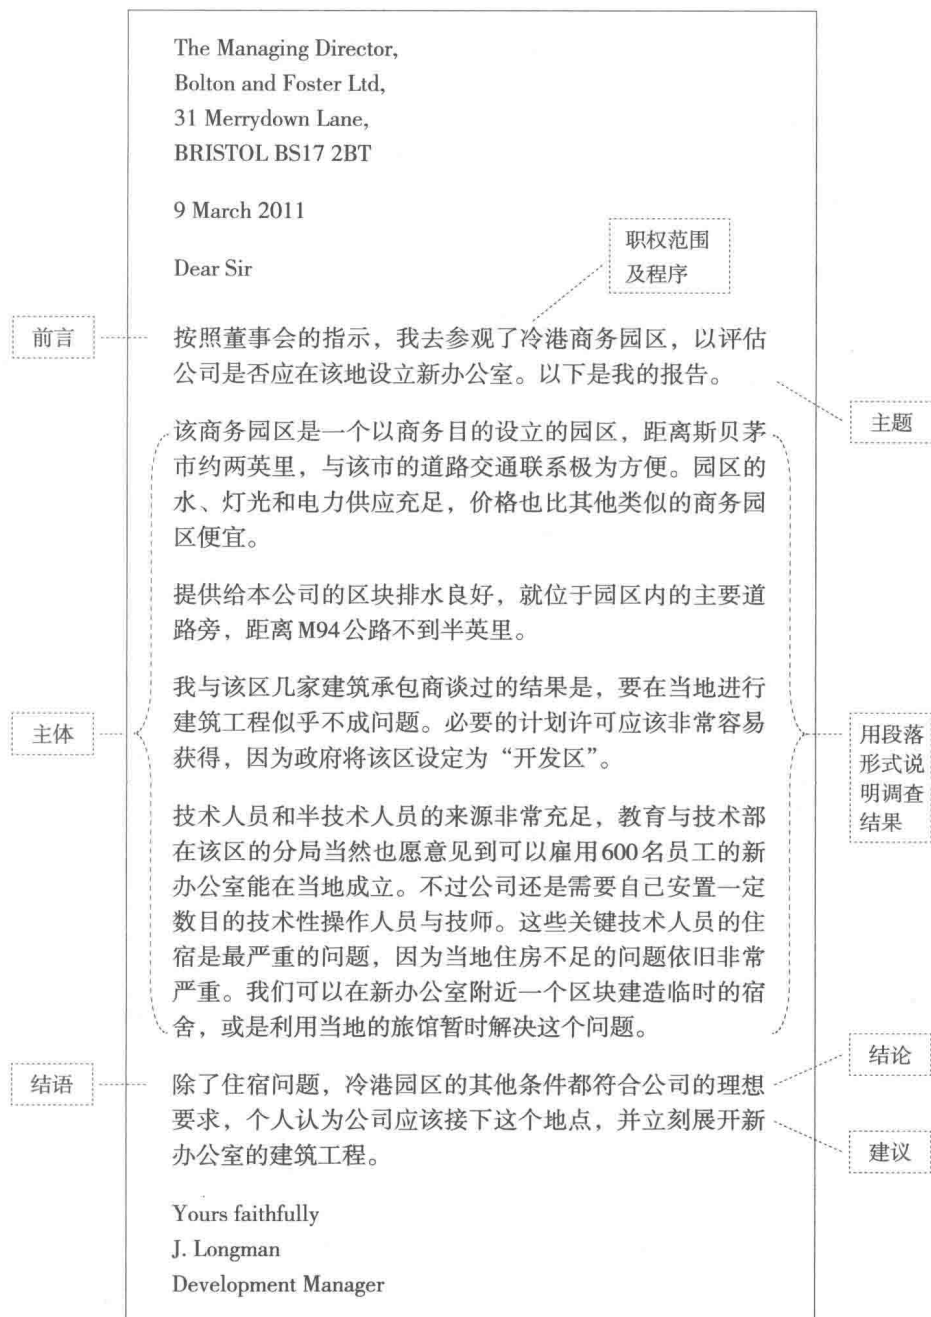 The Managing Director,
Bolton and Foster Ltd,
31 Merrydown Lane,
BRISTOL BS17 2BT
9 March 2011
Dear Sir
职权范围
及程序
前言
按照董事会的指示，我去参观了冷港商务园区，以评估
公司是否应在该地设立新办公室。以下是我的报告。
主题
该商务园区是一个以商务目的设立的园区，距离斯贝茅
市约两英里，与该市的道路交通联系极为方便。园区的
水、灯光和电力供应充足，价格也比其他类似的商务园
区便宜。
提供给本公司的区块排水良好，就位于园区内的主要道
路旁，距离M94公路不到半英里。
主体
我与该区几家建筑承包商谈过的结果是，要在当地进行
建筑工程似乎不成问题。必要的计划许可应该非常容易
获得，因为政府将该区设定为“开发区”。
用段落
形式说
明调查
结果
技术人员和半技术人员的来源非常充足，教育与技术部
在该区的分局当然也愿意见到可以雇用600名员工的新
办公室能在当地成立。不过公司还是需要自己安置一定
数目的技术性操作人员与技师。这些关键技术人员的住
宿是最严重的问题，因为当地住房不足的问题依旧非常
严重。我们可以在新办公室附近一个区块建造临时的宿
舍，或是利用当地的旅馆暂时解决这个问题。
结语
除了住宿问题，冷港园区的其他条件都符合公司的理想
要求，个人认为公司应该接下这个地点，并立刻展开新
办公室的建筑工程。
结论
建议
Yours faithfully
J. Longman
Development Manager